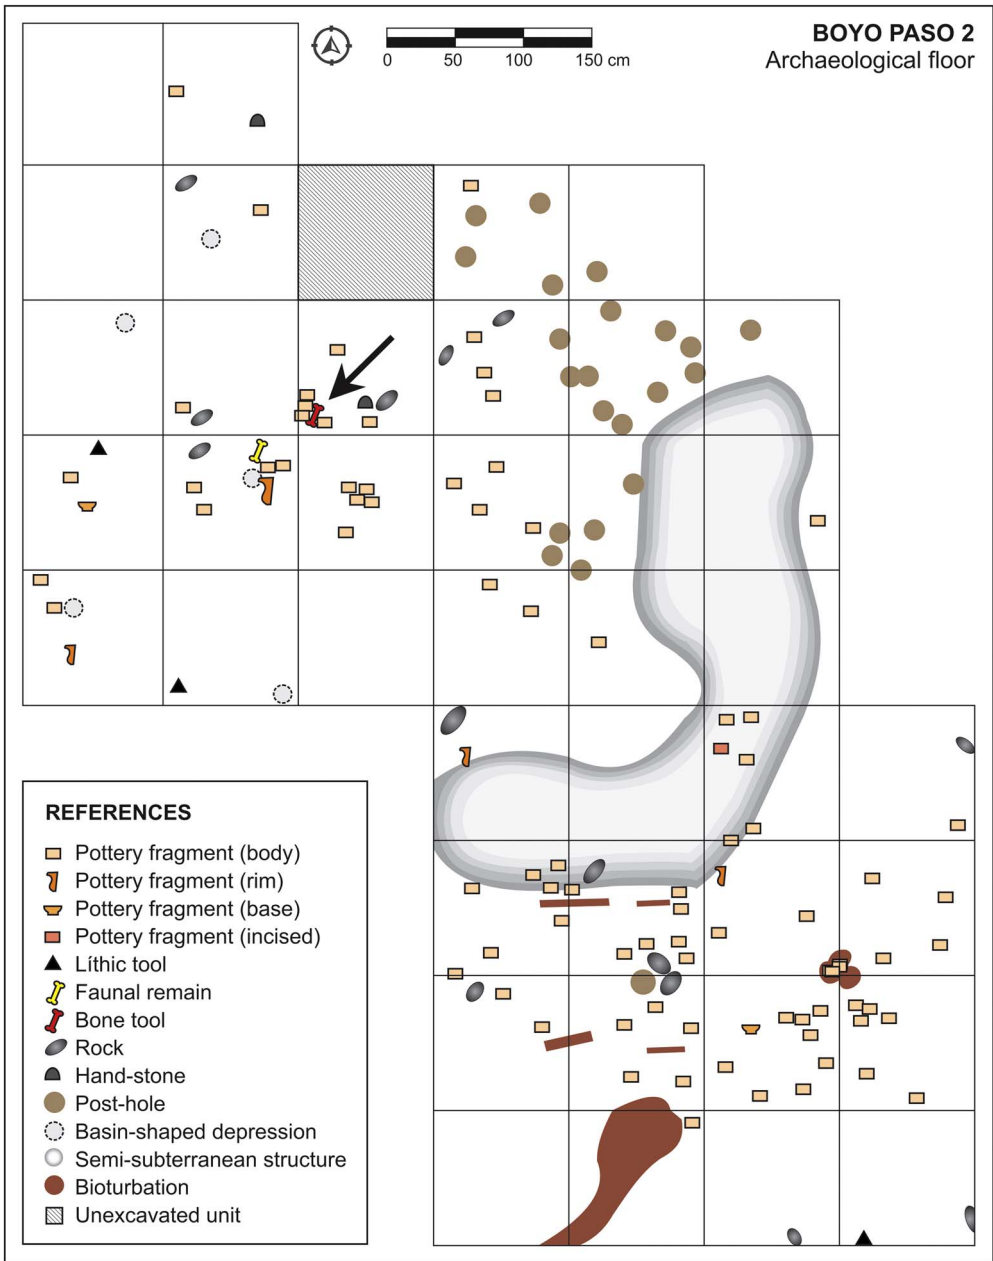 BOYO PASO 2
Archaeological floor
0 50 100 150 cm
REFERENCES
Pottery fragment (body)
Pottery fragment (rim)
Pottery fragment (base)
Pottery fragment (incised)
Líthic tool
Faunal remain
Bone tool
Rock
Hand-stone
Post-hole
Basin-shaped depression
Semi-subterranean structure
Bioturbation
Unexcavated unit